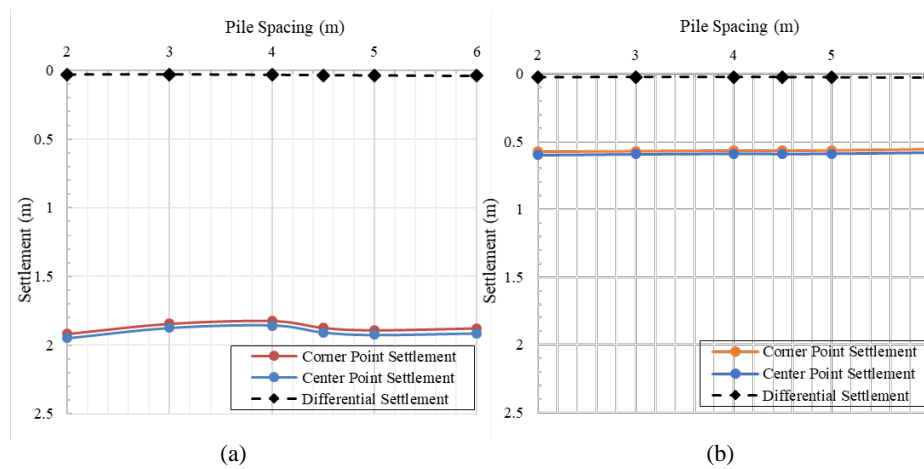 Pile Spacing (m)
2 3 4 5 6
0
0.5
1
1.5
2
2.5
Settlement (m)
Corner Point Settlement
Center Point Settlement
Differential Settlement
(a)
Pile Spacing (m)
2 3 4 5
0
0.5
1
1.5
2
2.5
Settlement (m)
Corner Point Settlement
Center Point Settlement
Differential Settlement
(b)